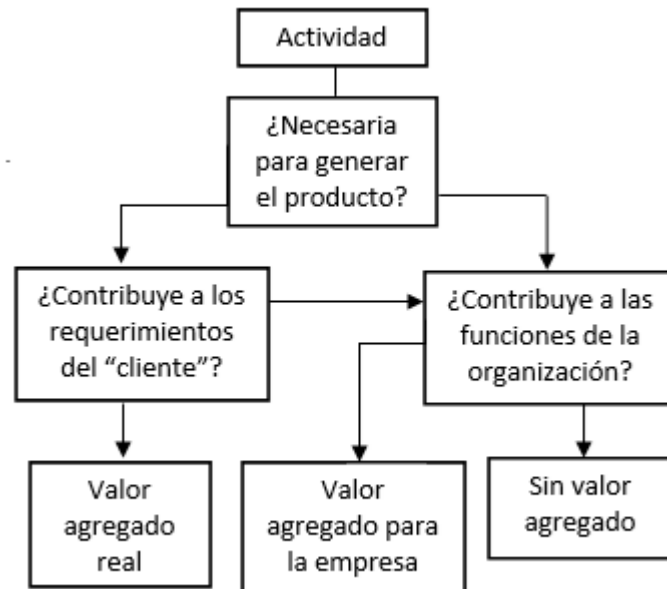 Actividad
¿Necesaria
para generar
el producto?
¿Contribuye a los
requerimientos
del “cliente”?
¿Contribuye a las
funciones de la
organización?
Valor
agregado
real
Valor
agregado para
la empresa
Sin valor
agregado